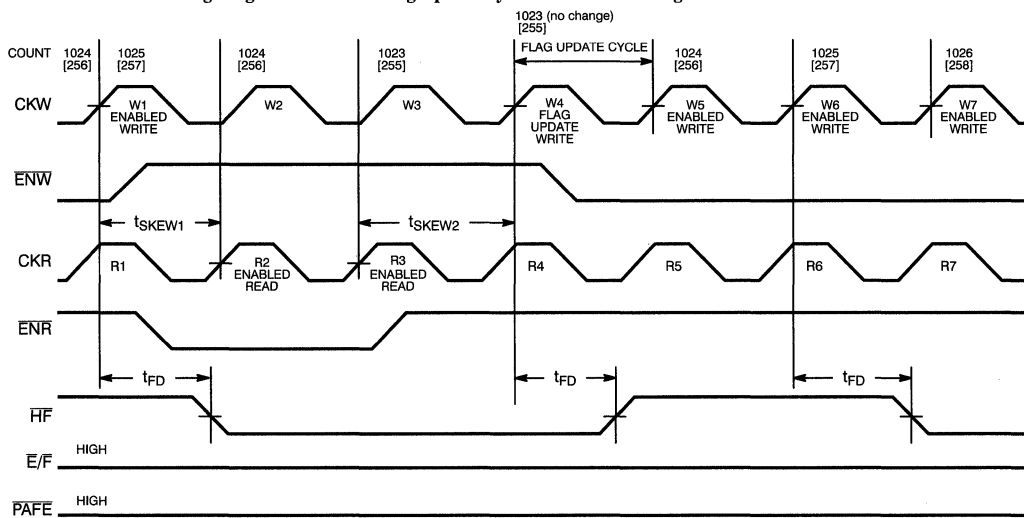 1023 (no change)
[255]
COUNT 1024 1025 1024 1023 FLAG UPDATE CYCLE 1024 1025 1026
[256] [257] [256] [255] [256] [257] [258]
CKW W1 W2 W3 W4 W5 W6 W7
ENABLED WRITE FLAG UPDATE WRITE ENABLED WRITE ENABLED WRITE ENABLED WRITE
ENW
tSKEW1 tSKEW2
CKR R1 R2 R3 R4 R5 R6 R7
ENABLED READ ENABLED READ
ENR
tFD tFD tFD
HF
HIGH
E/F
HIGH
PAFE